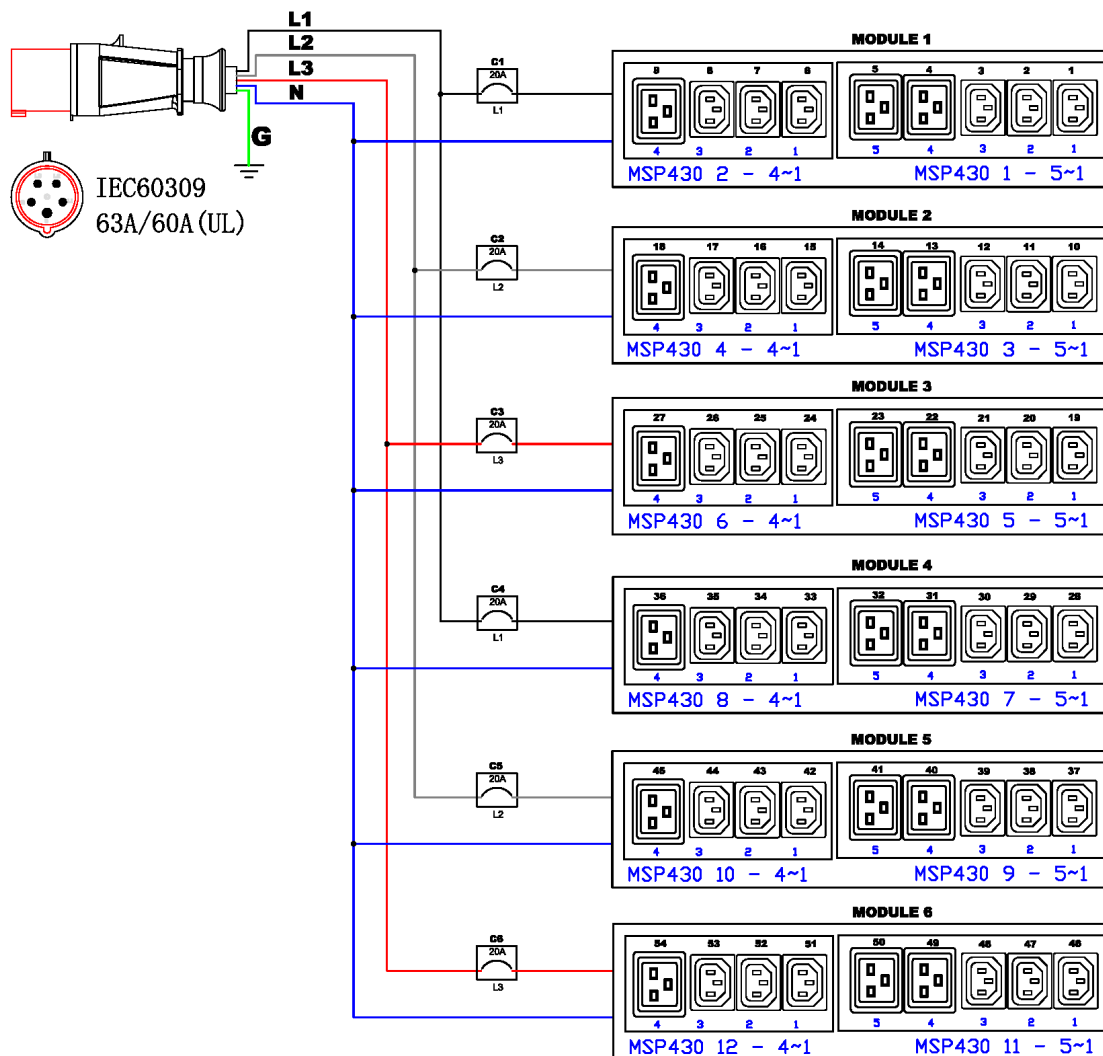 L1
L2
L3
N
G
IEC60309
63A/60A(UL)
C1
20A
L1
MODULE 1
9 8 7 6 5 4 3 2 1
4 3 2 1 5 4 3 2 1
MSP430 2 - 4~1 MSP430 1 - 5~1
C2
20A
L2
MODULE 2
18 17 16 15 14 13 12 11 10
4 3 2 1 5 4 3 2 1
MSP430 4 - 4~1 MSP430 3 - 5~1
C3
20A
L3
MODULE 3
27 26 25 24 23 22 21 20 19
4 3 2 1 5 4 3 2 1
MSP430 6 - 4~1 MSP430 5 - 5~1
C4
20A
L1
MODULE 4
36 35 34 33 32 31 30 29 28
4 3 2 1 5 4 3 2 1
MSP430 8 - 4~1 MSP430 7 - 5~1
C5
20A
L2
MODULE 5
45 44 43 42 41 40 39 38 37
4 3 2 1 5 4 3 2 1
MSP430 10 - 4~1 MSP430 9 - 5~1
C6
20A
L3
MODULE 6
54 53 52 51 50 49 48 47 46
4 3 2 1 5 4 3 2 1
MSP430 12 - 4~1 MSP430 11 - 5~1